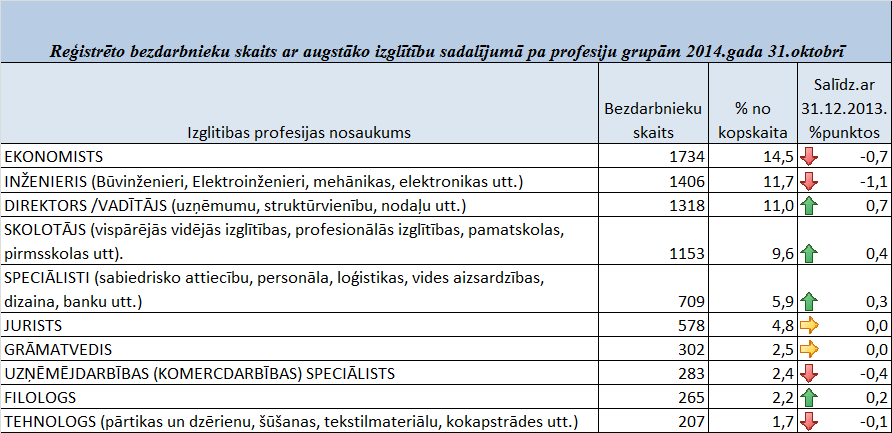 Reģistrēto bezdarbnieku skaits ar augstāko izglītību sadalījumā pa profesiju grupām 2014.gada 31.oktobrī
Izglītibas profesijas nosaukums Bezdarbnieku skaits % no kopskaita Salīdz.ar 31.12.2013. %punktos
EKONOMISTS 1734 14,5 -0,7
INŽENIERIS (Būvinženieri, Elektroinženieri, mehānikas, elektronikas utt.) 1406 11,7 -1,1
DIREKTORS /VADĪTĀJS (uzņēmumu, struktūrvienību, nodaļu utt.) 1318 11,0 0,7
SKOLOTĀJS (vispārējās vidējās izglītības, profesionālās izglītības, pamatskolas,
pirmsskolas utt). 1153 9,6 0,4
SPECIĀLISTI (sabiedrisko attiecību, personāla, loģistikas, vides aizsardzības,
dizaina, banku utt.) 709 5,9 0,3
JURISTS 578 4,8 0,0
GRĀMATVEDIS 302 2,5 0,0
UZŅĒMĒJDARBĪBAS (KOMERCDARBĪBAS) SPECIĀLISTS 283 2,4 -0,4
FILOLOGS 265 2,2 0,2
TEHNOLOGS (pārtikas un dzērienu, šūšanas, tekstilmateriālu, kokapstrādes utt.) 207 1,7 -0,1